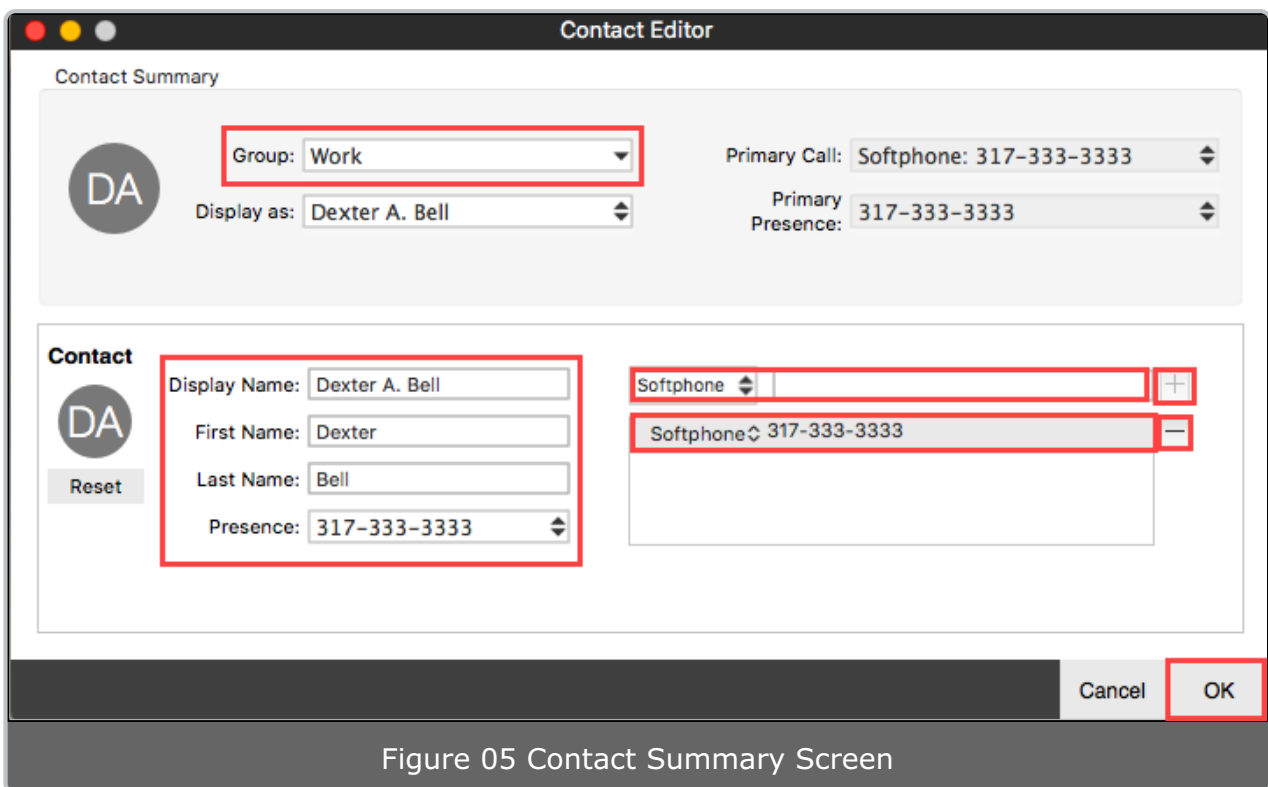 Contact Editor
Contact Summary
DA
Group: Work
Display as: Dexter A. Bell
Primary Call: Softphone: 317-333-3333
Primary
Presence: 317-333-3333
Contact
DA
Reset
Display Name: Dexter A. Bell
First Name: Dexter
Last Name: Bell
Presence: 317-333-3333
Softphone +
Softphone 317-333-3333 —
Cancel OK
Figure 05 Contact Summary Screen